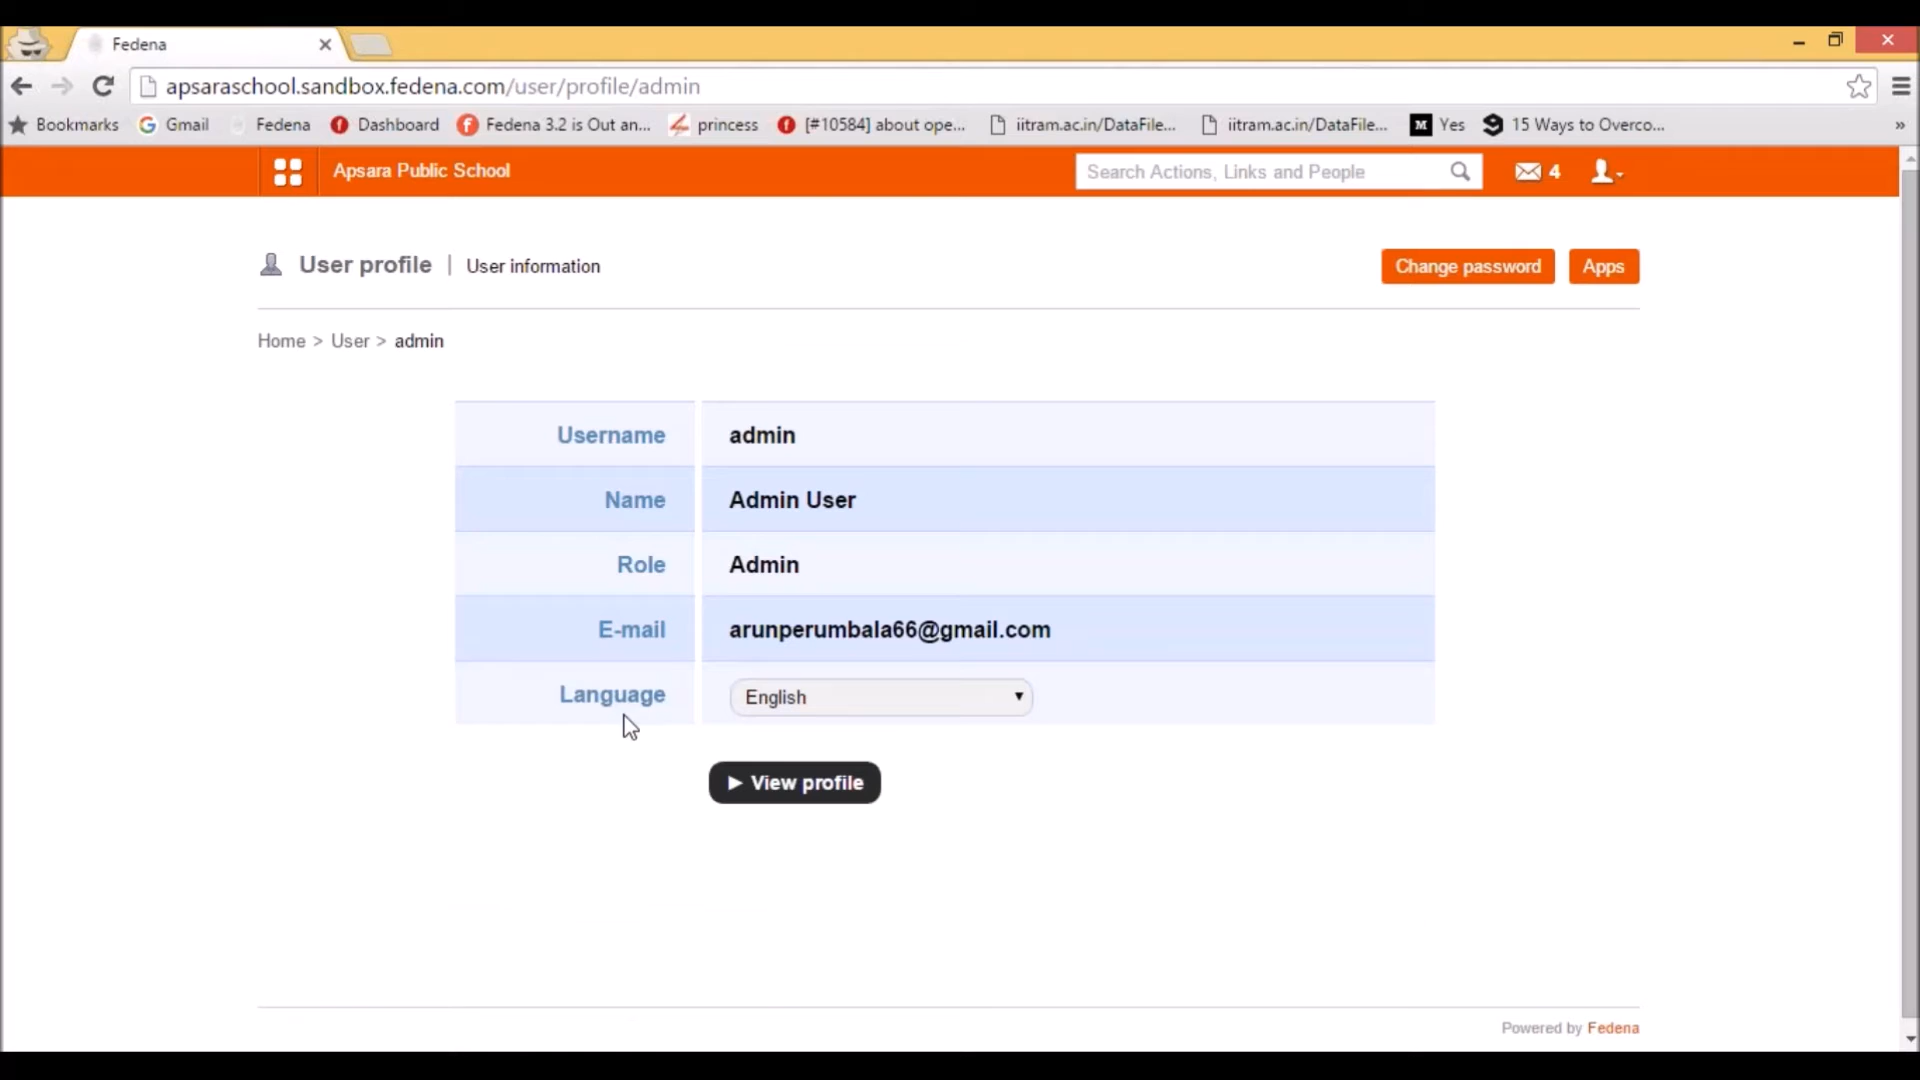 Fedena
apsaraschool.sandbox.fedena.com/user/profile/admin
Bookmarks Gmail Fedena Dashboard Fedena 3.2 is Out an... princess [#10584] about ope... iitram.ac.in/DataFile... iitram.ac.in/DataFile... Yes 15 Ways to Overco... »
Apsara Public School Search Actions, Links and People 4
User profile | User information Change password Apps
Home > User > admin
Username admin
Name Admin User
Role Admin
E-mail arunperumbala66@gmail.com
Language English
View profile
Powered by Fedena